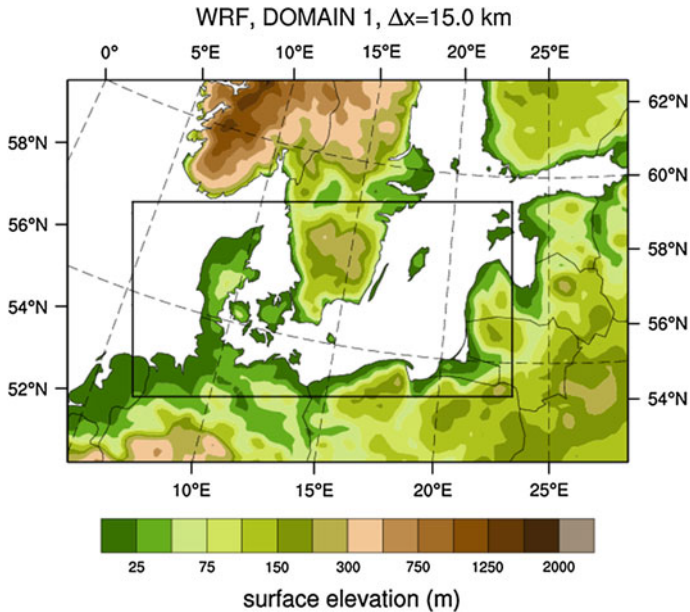 WRF, DOMAIN 1, Δx=15.0 km
0° 5°E 10°E 15°E 20°E 25°E
62°N
58°N
60°N
56°N
58°N
54°N
56°N
52°N
54°N
10°E 15°E 20°E 25°E
25 75 150 300 750 1250 2000
surface elevation (m)